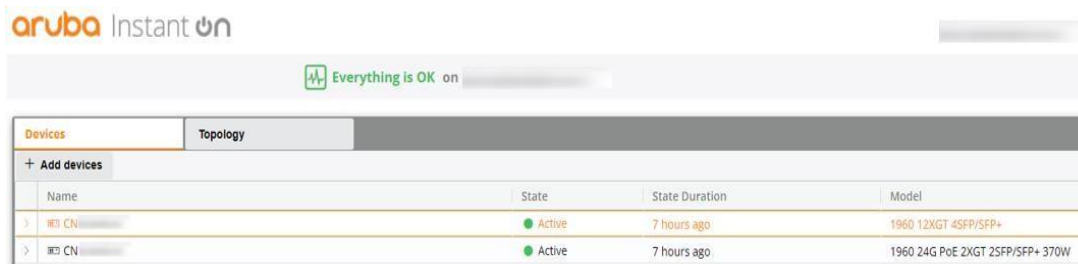 aruba Instant on
Everything is OK on
Devices Topology
+ Add devices
Name State State Duration Model
CN Active 7 hours ago 1960 12XGT 4SFP/SFP+
CN Active 7 hours ago 1960 24G PoE 2XGT 2SFP/SFP+ 370W